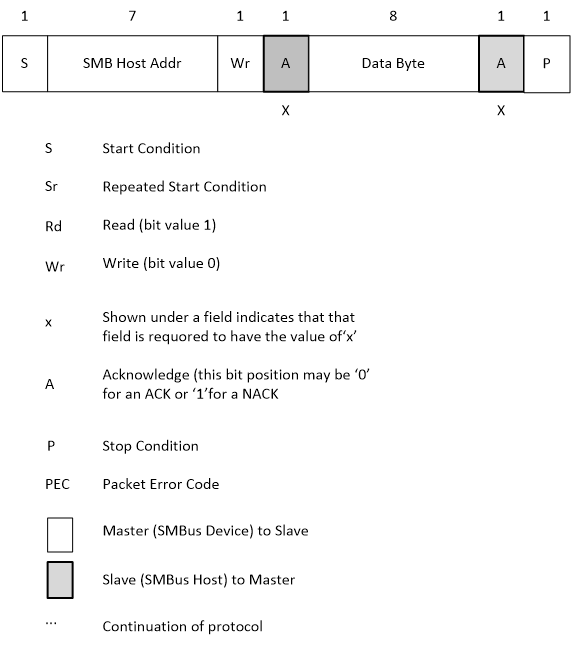 1 7 1 1 8 1 1
S SMB Host Addr Wr A Data Byte A P
X X
S Start Condition
Sr Repeated Start Condition
Rd Read (bit value 1)
Wr Write (bit value 0)
x Shown under a field indicates that that
field is requored to have the value of‘x’
A Acknowledge (this bit position may be ‘0’
for an ACK or ‘1’for a NACK
P Stop Condition
PEC Packet Error Code
Master (SMBus Device) to Slave
Slave (SMBus Host) to Master
... Continuation of protocol